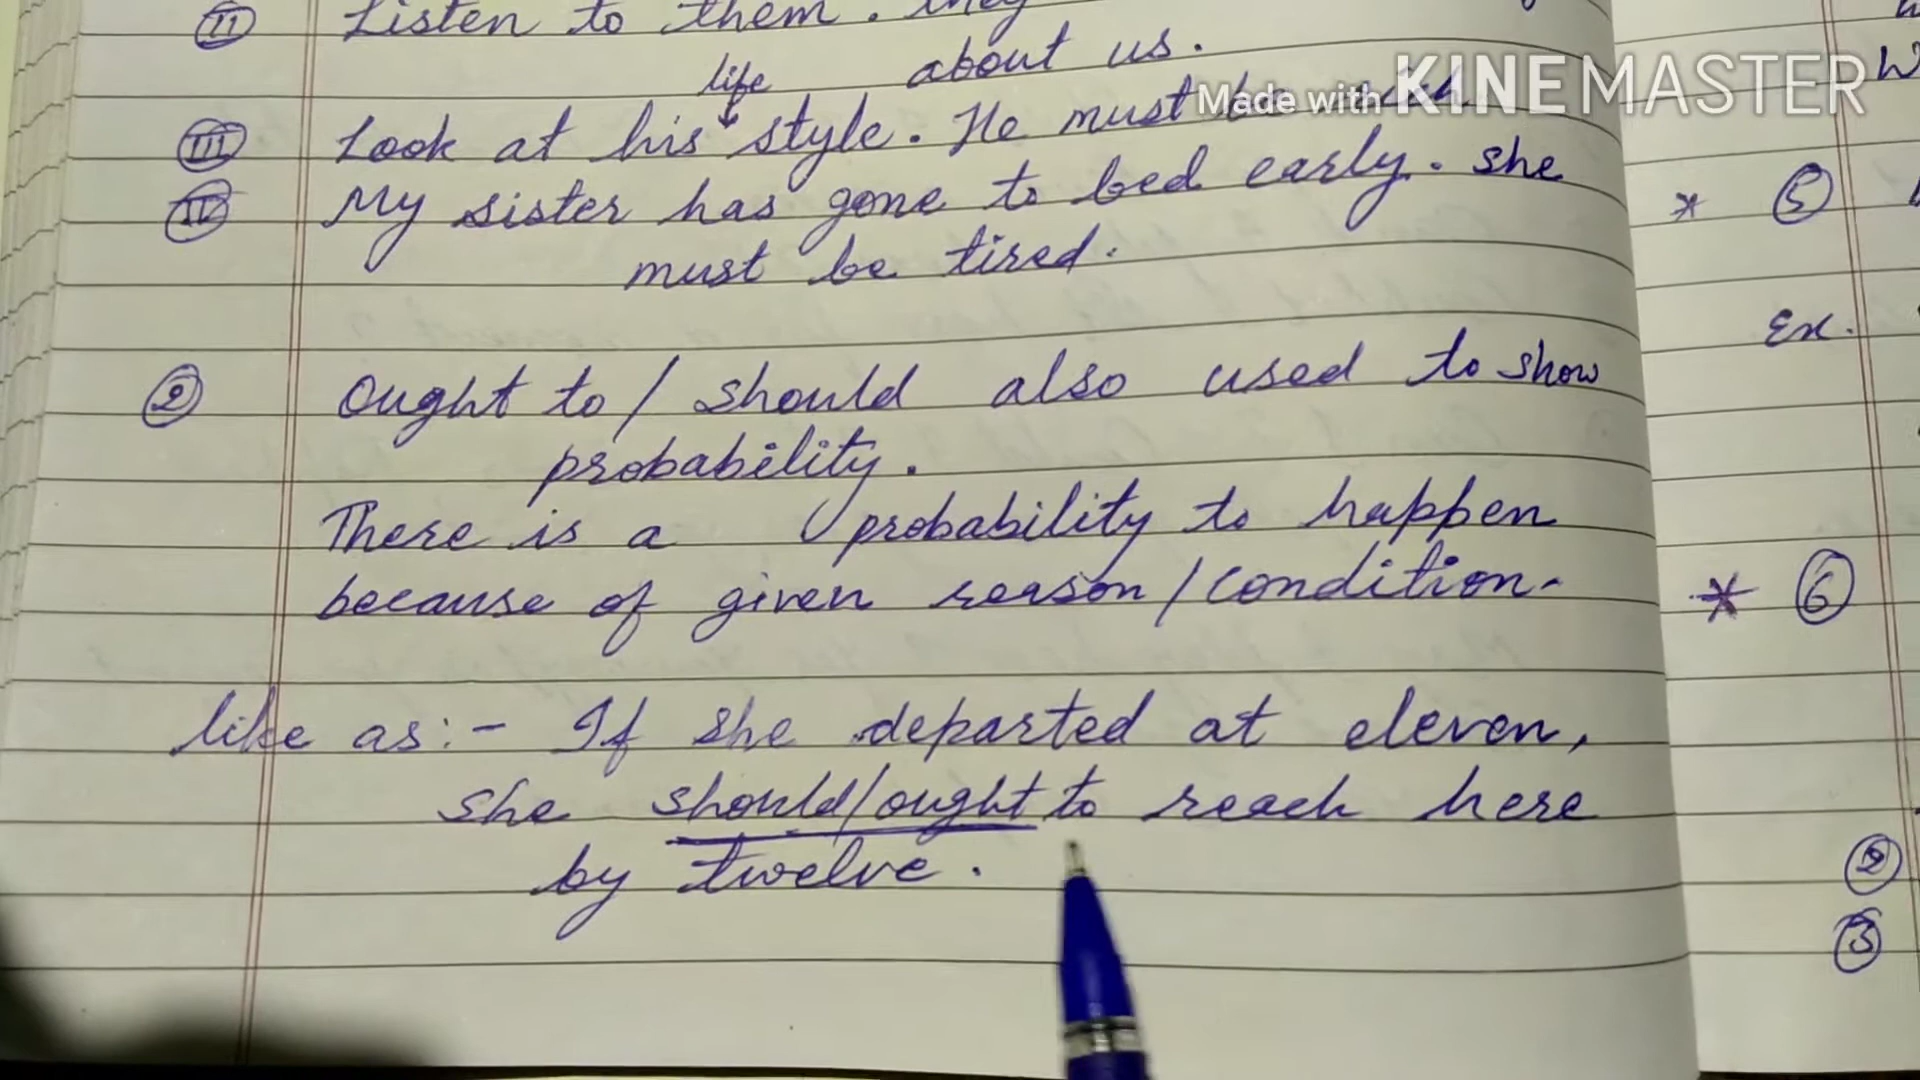 II Listen to them. They
about us.
III Look at his life style. He must be rich.
IV My sister has gone to bed early. She
must be tired.
2 Ought to / should also used to show
probability.
There is a probability to happen
because of given reason / condition.
like as:- If she departed at eleven,
she should/ought to reach here
by twelve.
Made with KINEMASTER
* 5
Ex.
* 6
2
3